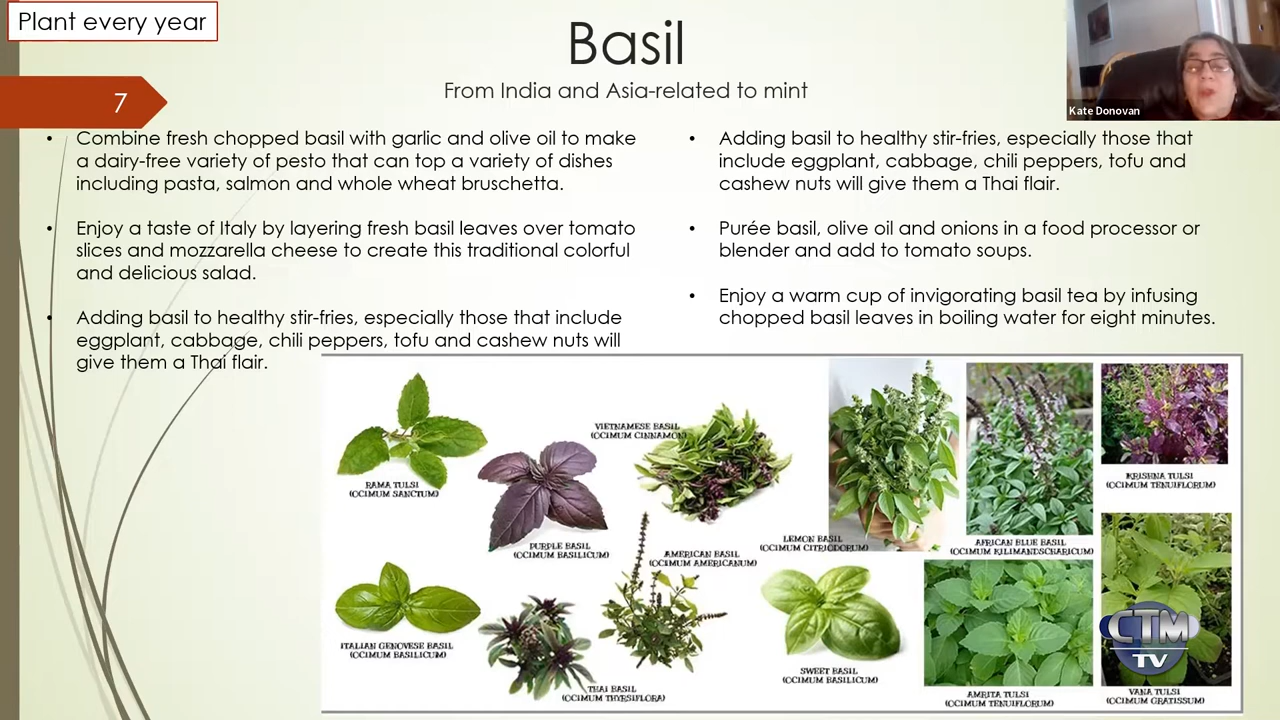 Plant every year
Basil
From India and Asia-related to mint
7
Kate Donovan
• Combine fresh chopped basil with garlic and olive oil to make
a dairy-free variety of pesto that can top a variety of dishes
including pasta, salmon and whole wheat bruschetta.
• Enjoy a taste of Italy by layering fresh basil leaves over tomato
slices and mozzarella cheese to create this traditional colorful
and delicious salad.
• Adding basil to healthy stir-fries, especially those that include
eggplant, cabbage, chili peppers, tofu and cashew nuts will
give them a Thai flair.
• Adding basil to healthy stir-fries, especially those that
include eggplant, cabbage, chili peppers, tofu and
cashew nuts will give them a Thai flair.
• Purée basil, olive oil and onions in a food processor or
blender and add to tomato soups.
• Enjoy a warm cup of invigorating basil tea by infusing
chopped basil leaves in boiling water for eight minutes.
RAMA TULSI
(OCIMUM SANCTUM)
PURPLE BASIL
(OCIMUM BASILICUM)
VIETNAMESE BASIL
(OCIMUM CINNAMON)
AMERICAN BASIL
(OCIMUM AMERICANUM)
LEMON BASIL
(OCIMUM CITRIODORUM)
AFRICAN BLUE BASIL
(OCIMUM KILIMANDSCHARICUM)
KRISHNA TULSI
(OCIMUM TENUIFLORUM)
ITALIAN GENOVESE BASIL
(OCIMUM BASILICUM)
THAI BASIL
(OCIMUM THYRSIFLORA)
SWEET BASIL
(OCIMUM BASILICUM)
AMRITA TULSI
(OCIMUM TENUIFLORUM)
VANA TULSI
(OCIMUM GRATISSUM)
CTM
TV